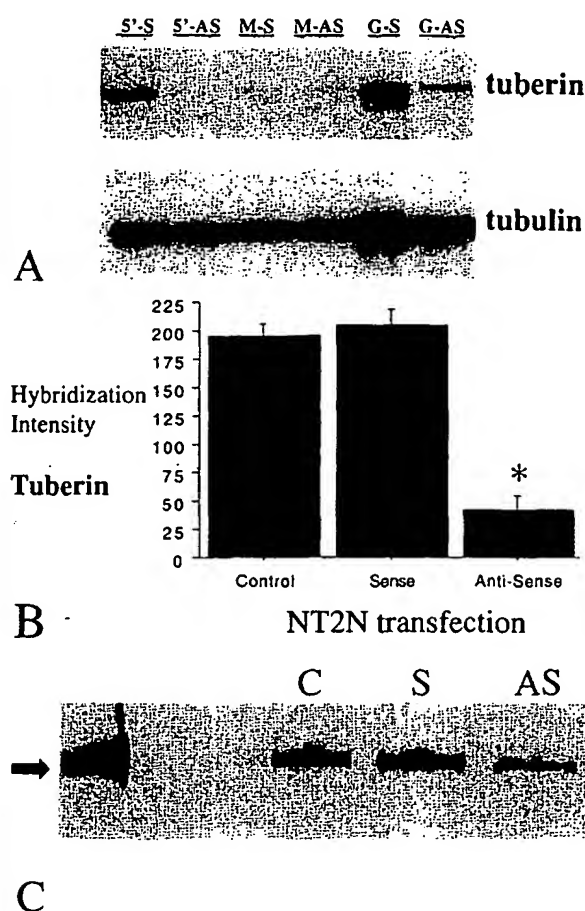 5'-S 5'-AS M-S M-AS G-S G-AS
tuberin
tubulin
A
225
200
175
150
125
100
75
50
25
0
Hybridization
Intensity
Tuberin
*
Control Sense Anti-Sense
B
NT2N transfection
C S AS
C